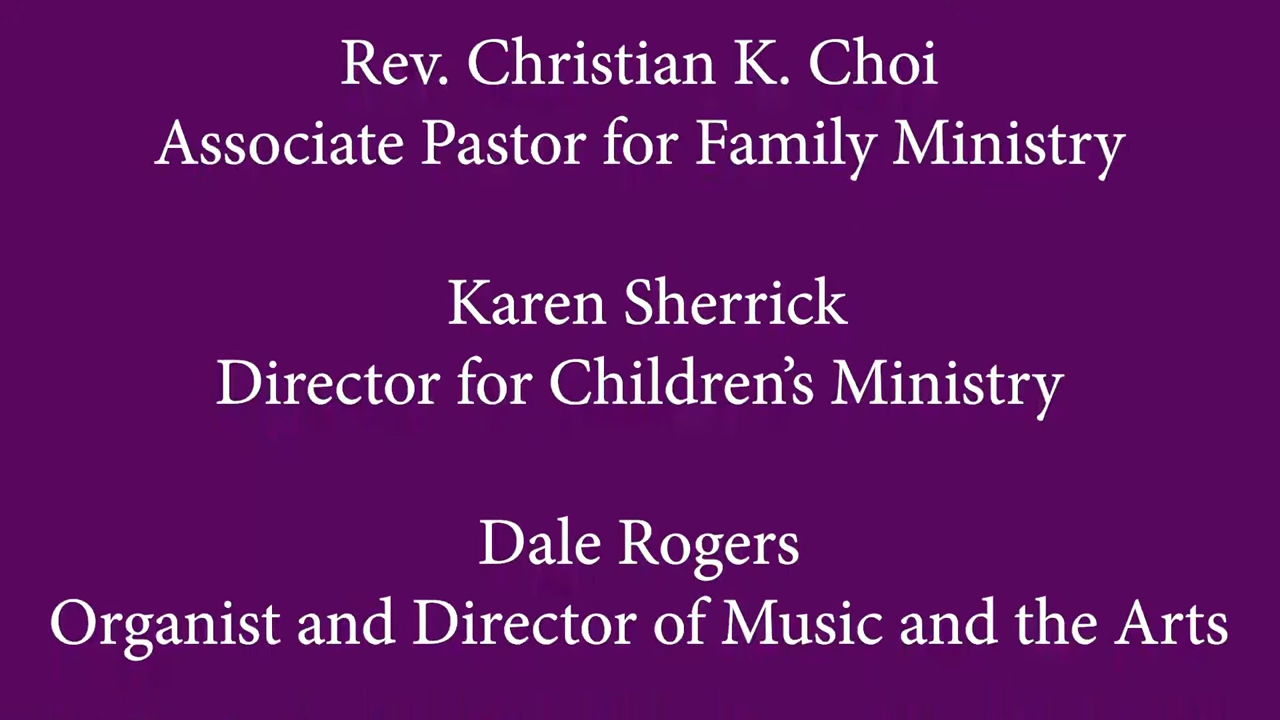 Rev. Christian K. Choi
Associate Pastor for Family Ministry
Karen Sherrick
Director for Children’s Ministry
Dale Rogers
Organist and Director of Music and the Arts